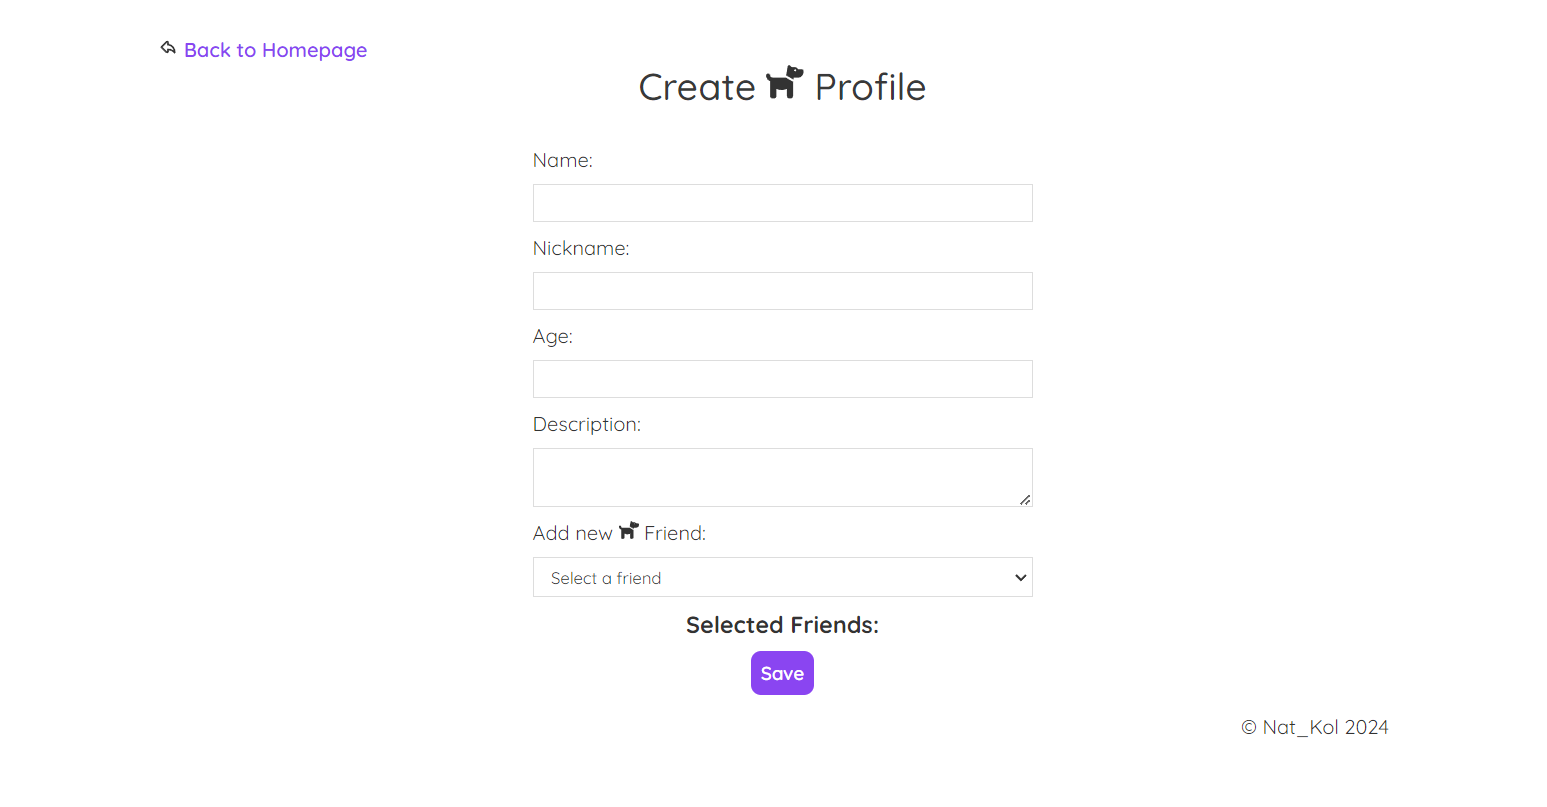 Back to Homepage
Create Profile
Name:
Nickname:
Age:
Description:
Add new Friend:
Select a friend
Selected Friends:
Save
© Nat_Kol 2024